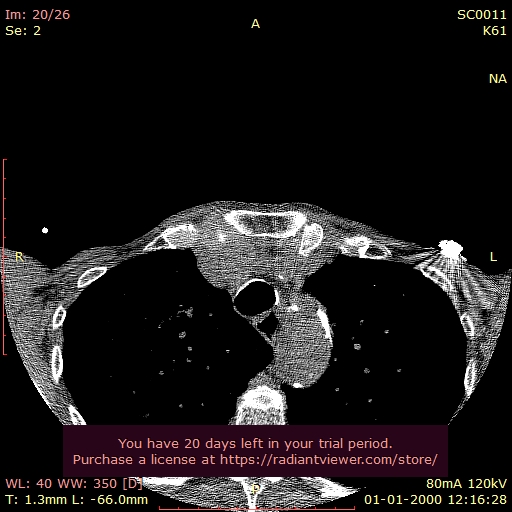 Im: 20/26
Se: 2
A
SC0011
K61
NA
R
L
You have 20 days left in your trial period.
Purchase a license at https://radiantviewer.com/store/
WL: 40 WW: 350 [D]
T: 1.3mm L: -66.0mm
80mA 120kV
01-01-2000 12:16:28